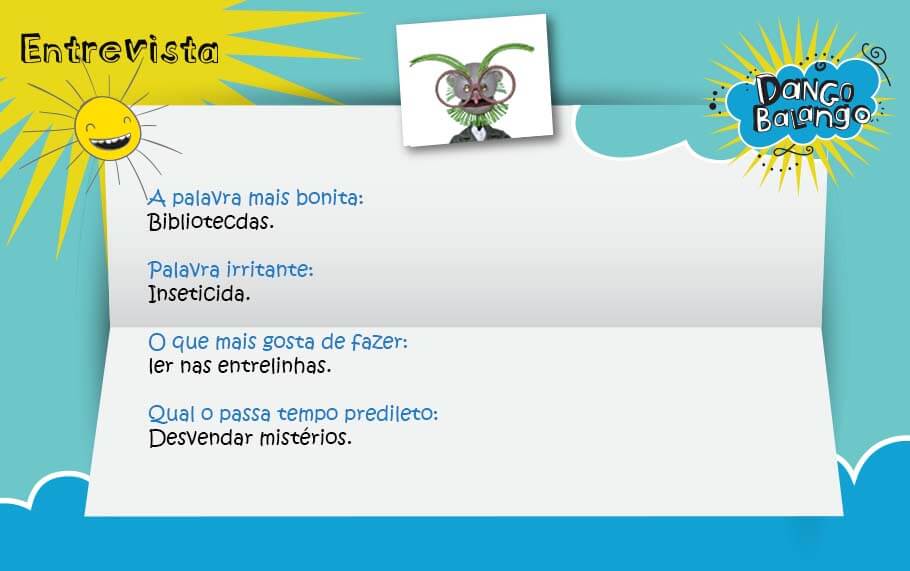 Entrevista
Dango
Balango
A palavra mais bonita:
Bibliotecdas.
Palavra irritante:
Inseticida.
O que mais gosta de fazer:
ler nas entrelinhas.
Qual o passa tempo predileto:
Desvendar mistérios.